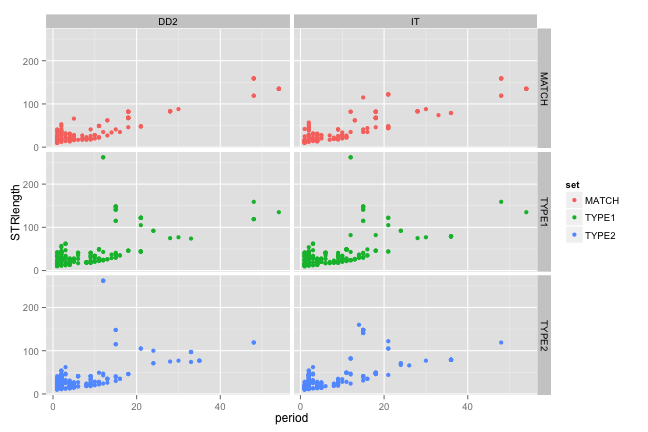 DD2 IT
STRlength
200
100
0
MATCH
200
100
0
TYPE1
200
100
0
TYPE2
0 20 40 0 20 40
period
set
MATCH
TYPE1
TYPE2